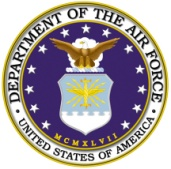 DEPARTMENT OF THE AIR FORCE
MCMXLVII
UNITED STATES OF AMERICA